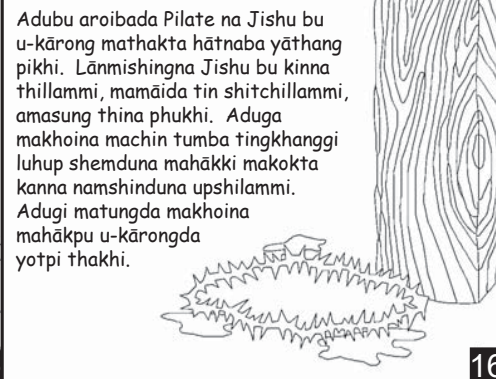 Adubu aroibada Pilate na Jishu bu
u-kārong mathakta hātnaba yāthang
pikhi. Lānmishingna Jishu bu kinna
thillammi, mamāida tin shitchillammi,
amasung thina phukhi. Aduga
makhoina machin tumba tingkhanggi
luhup shemduna mahākki makokta
kanna namshinduna upshilammi.
Adugi matungda makhoina
mahākpu u-kārongda
yotpi thakhi.
16